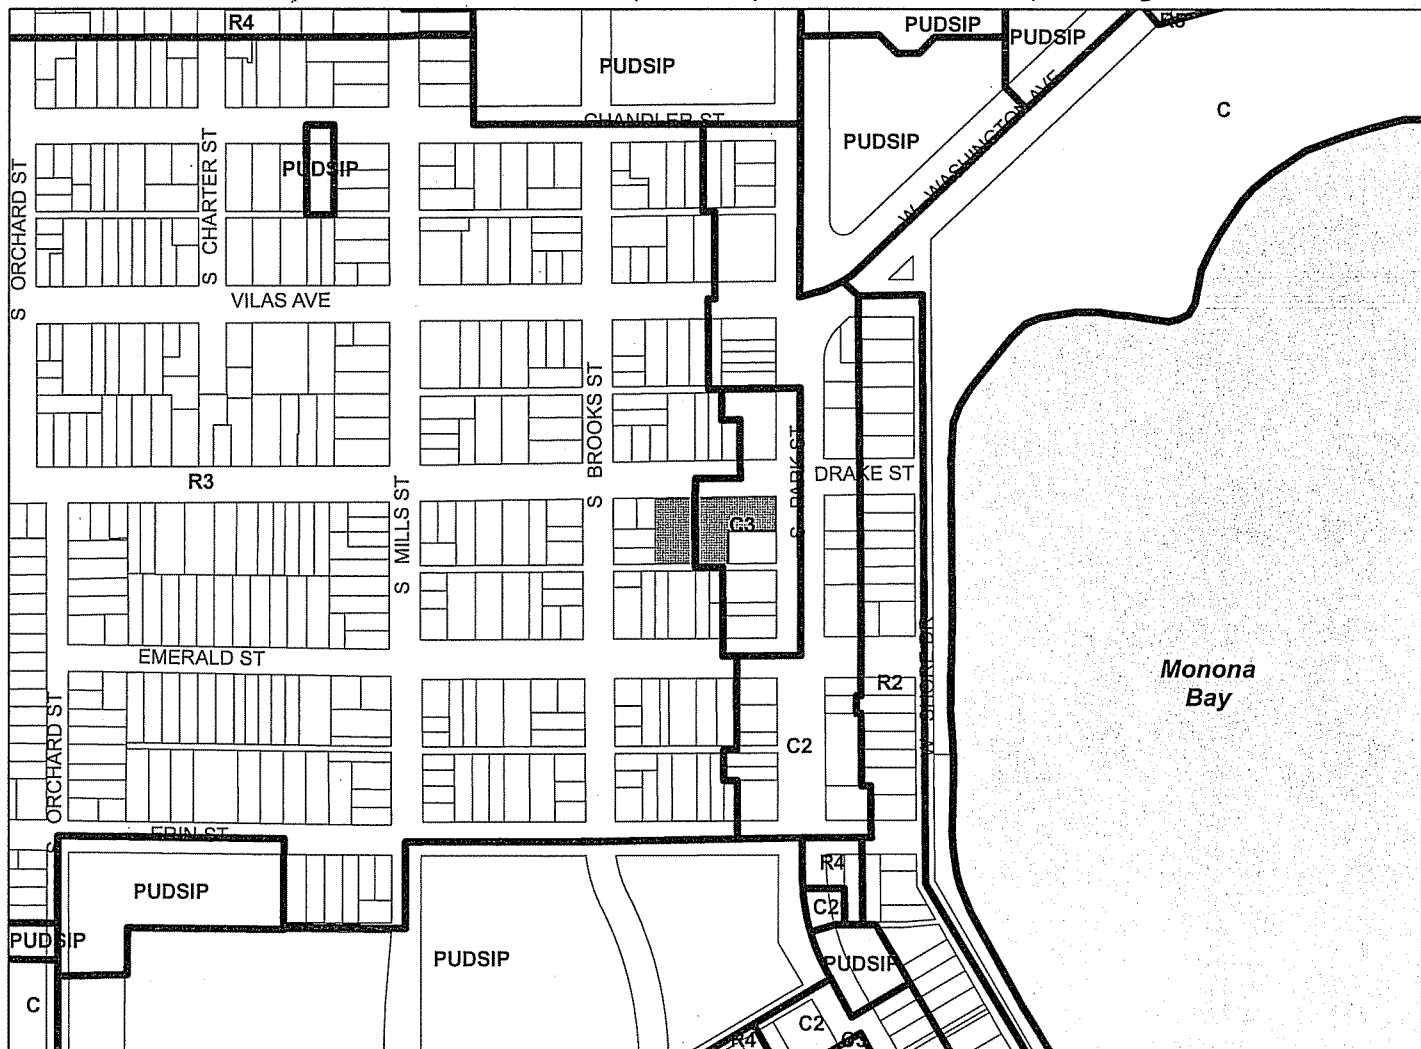 R4
PUDSIP
PUDSIP
R5
PUDSIP
C
CHANDLER ST
PUDSIP
W WASHINGTON AVE
PUDSIP
S ORCHARD ST
S CHARTER ST
VILAS AVE
S BROOKS ST
S PARK ST
DRAKE ST
R3
S MILLS ST
C3
EMERALD ST
W SHORE DR
R2
Monona
Bay
S ORCHARD ST
C2
ERIN ST
R4
PUDSIP
C2
PUDSIP
PUDSIP
PUDSIP
C
C2
R4
C3